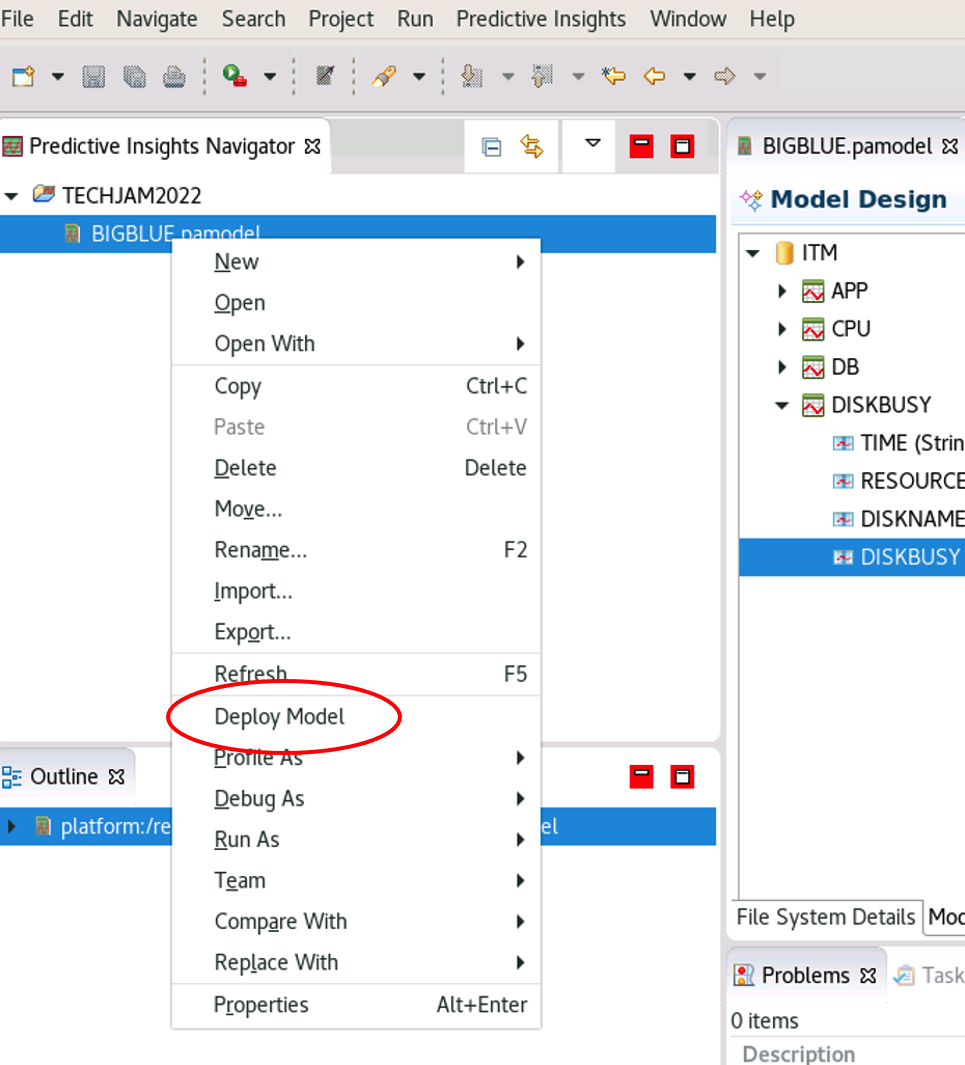 File Edit Navigate Search Project Run Predictive Insights Window Help
Predictive Insights Navigator
TECHJAM2022
BIGBLUE.pamodel
New
Open
Open With
Copy Ctrl+C
Paste Ctrl+V
Delete Delete
Move...
Rename... F2
Import...
Export...
Refresh F5
Deploy Model
Profile As
Debug As
Run As
Team
Compare With
Replace With
Properties Alt+Enter
Outline
platform:/re el
BIGBLUE.pamodel
Model Design
ITM
APP
CPU
DB
DISKBUSY
TIME (Strin
RESOURCE
DISKNAME
DISKBUSY
File System Details Mod
Problems Task
0 items
Description